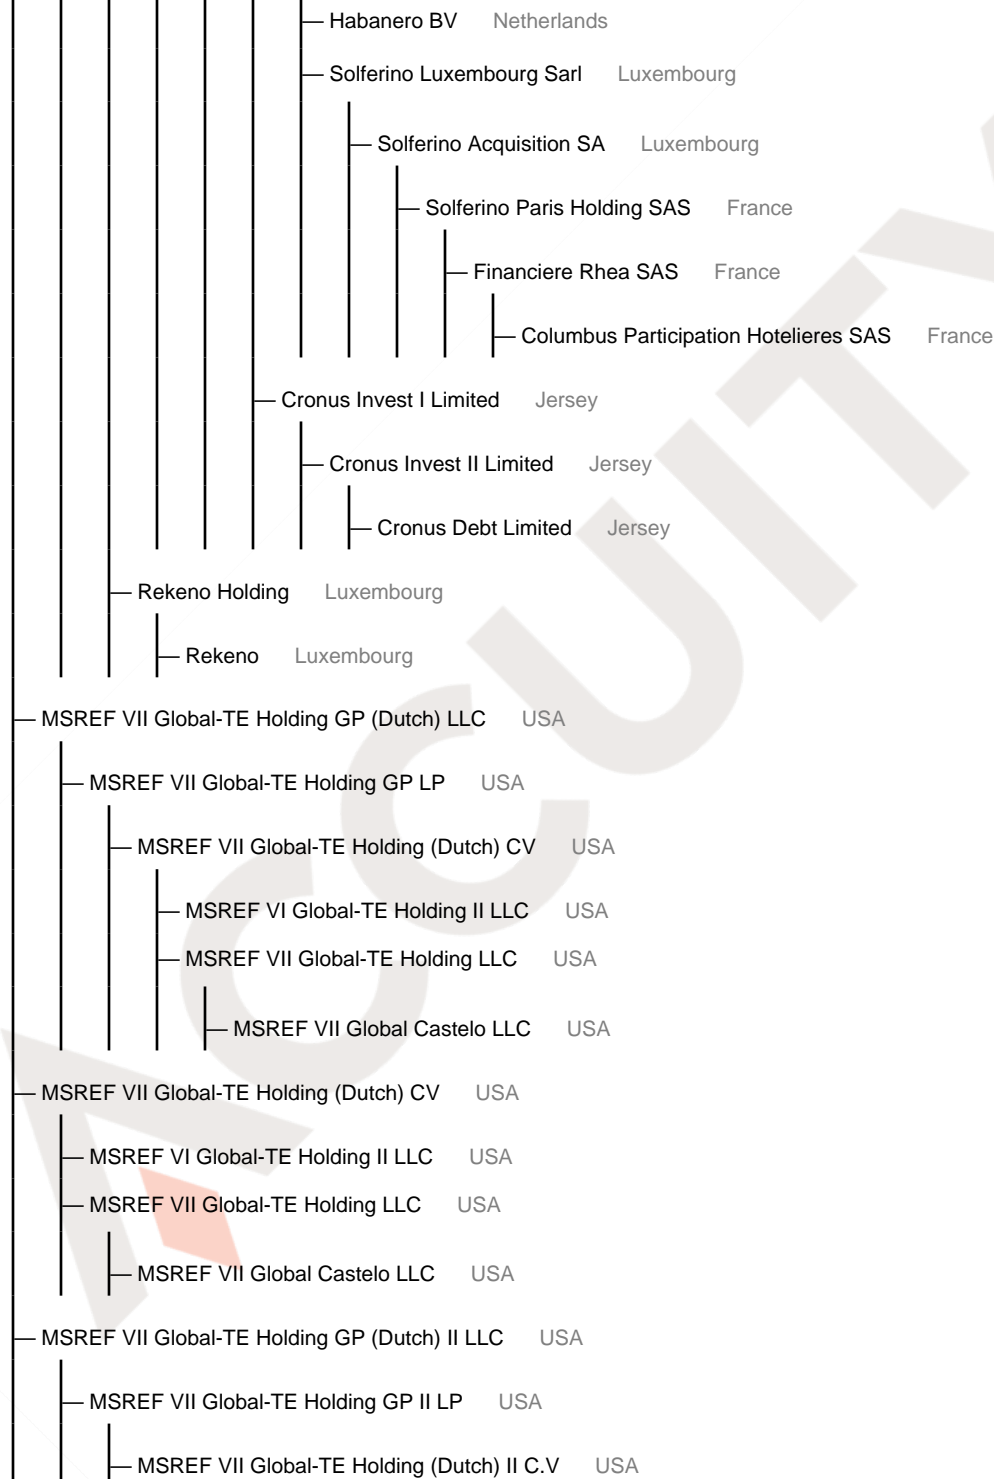 Habanero BV Netherlands
Solferino Luxembourg Sarl Luxembourg
Solferino Acquisition SA Luxembourg
Solferino Paris Holding SAS France
Financiere Rhea SAS France
Columbus Participation Hotelieres SAS France
Cronus Invest I Limited Jersey
Cronus Invest II Limited Jersey
Cronus Debt Limited Jersey
Rekeno Holding Luxembourg
Rekeno Luxembourg
MSREF VII Global-TE Holding GP (Dutch) LLC USA
MSREF VII Global-TE Holding GP LP USA
MSREF VII Global-TE Holding (Dutch) CV USA
MSREF VI Global-TE Holding II LLC USA
MSREF VII Global-TE Holding LLC USA
MSREF VII Global Castelo LLC USA
MSREF VII Global-TE Holding (Dutch) CV USA
MSREF VI Global-TE Holding II LLC USA
MSREF VII Global-TE Holding LLC USA
MSREF VII Global Castelo LLC USA
MSREF VII Global-TE Holding GP (Dutch) II LLC USA
MSREF VII Global-TE Holding GP II LP USA
MSREF VII Global-TE Holding (Dutch) II C.V USA
ACCUITY